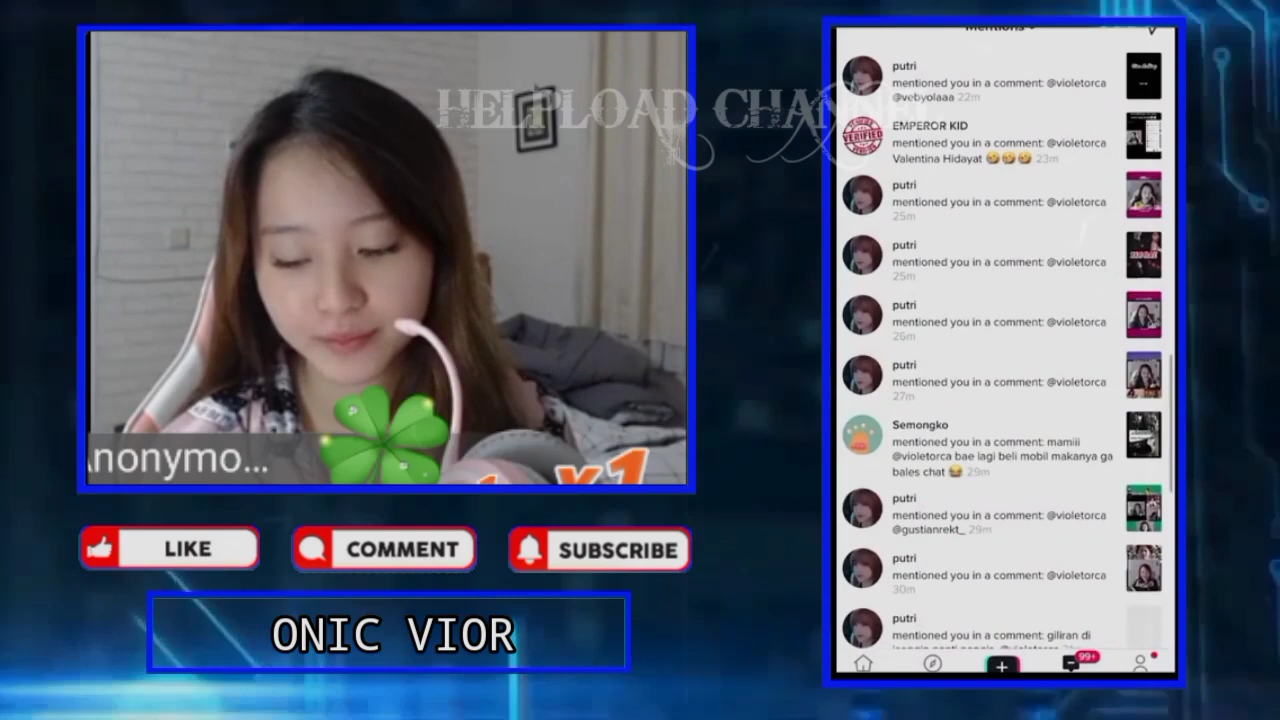 HELPLOAD CHANNEL
nonymo...
x1
LIKE
COMMENT
SUBSCRIBE
ONIC VIOR
Mentions
putri
mentioned you in a comment: @violetorca
@vebyolaaa 22m
EMPEROR KID
VERIFIED
mentioned you in a comment: @violetorca
Valentina Hidayat 🤣🤣🤣 23m
putri
mentioned you in a comment: @violetorca
25m
putri
mentioned you in a comment: @violetorca
25m
putri
mentioned you in a comment: @violetorca
26m
putri
mentioned you in a comment: @violetorca
27m
Semongko
mentioned you in a comment: mamiii
@violetorca bae lagi beli mobil makanya ga
bales chat 😂 29m
putri
mentioned you in a comment: @violetorca
@gustianrekt_ 29m
putri
mentioned you in a comment: @violetorca
30m
putri
mentioned you in a comment: giliran di
99+